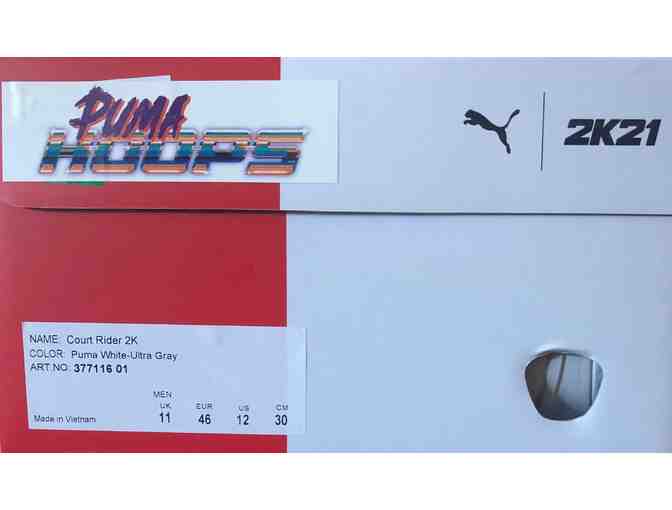 PUMA
HOOPS
2K21
NAME: Court Rider 2K
COLOR: Puma White-Ultra Gray
ART.NO: 377116 01
MEN
UK EUR US CM
Made in Vietnam 11 46 12 30